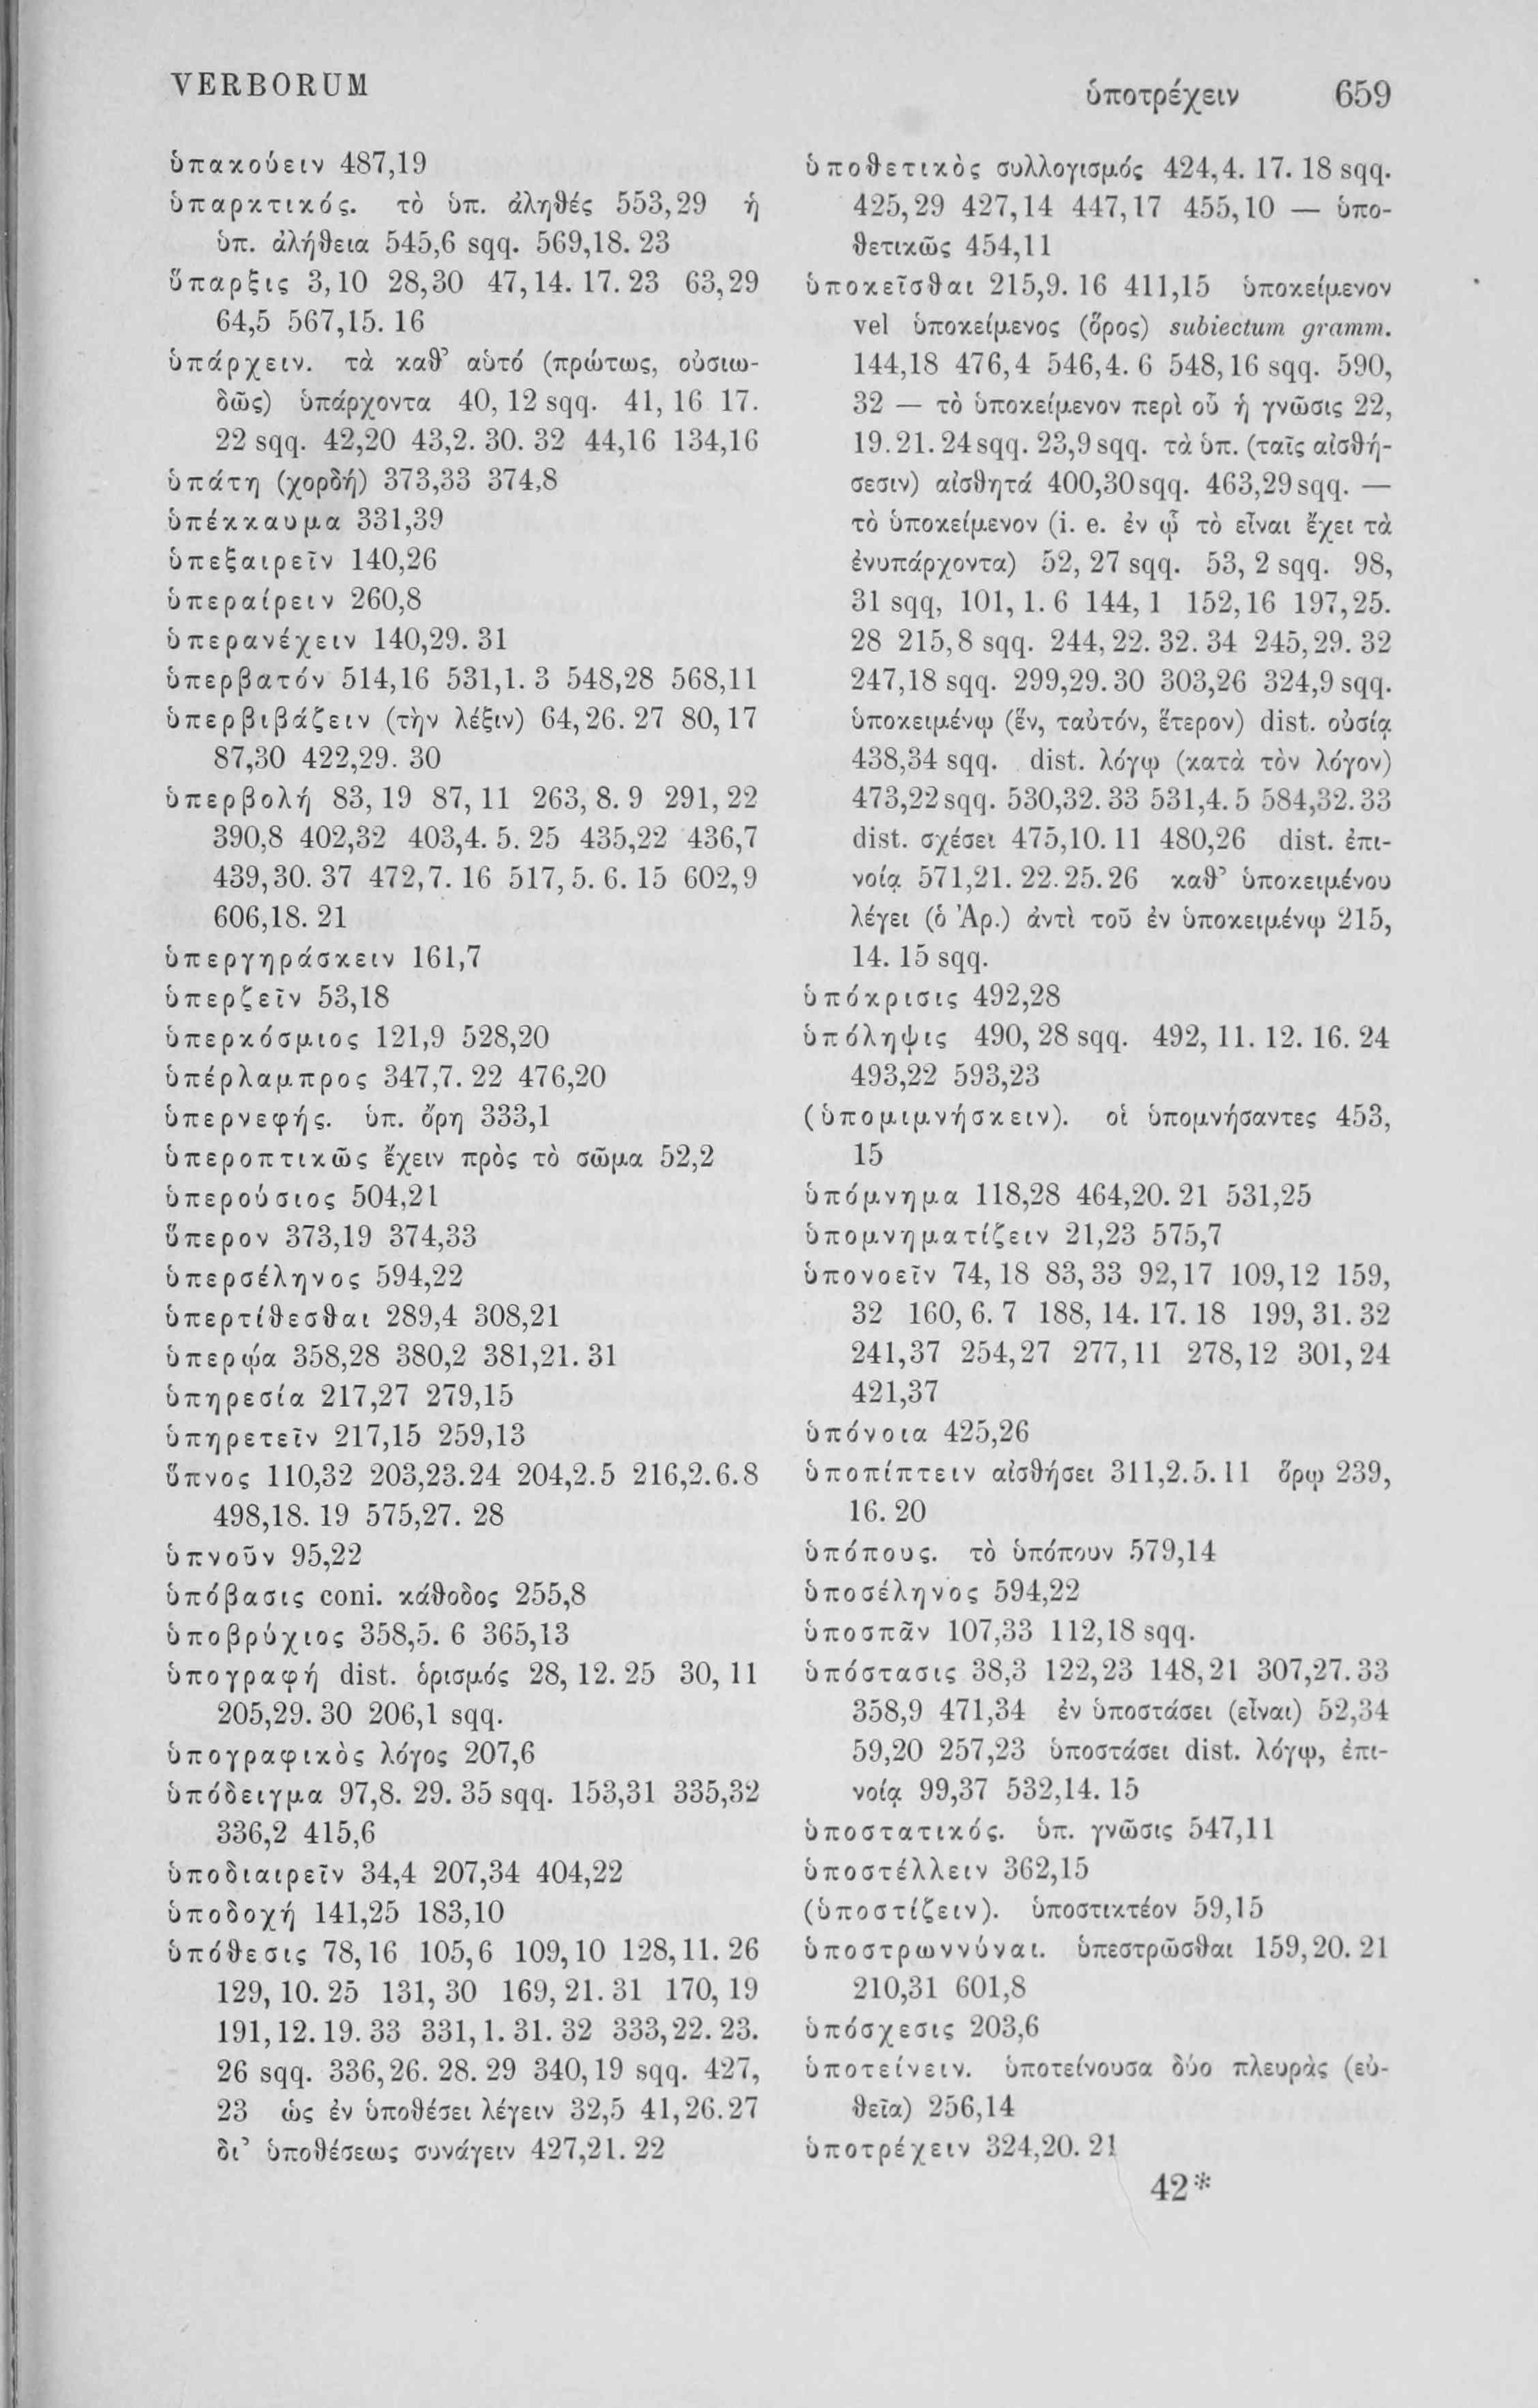 VERBORUM
ὑποτρέχειν 659
ὑπακούειν 487,19
ὑπαρκτικός. τὸ ὑπ. ἀληθές 553,29 ἡ
ὑπ. ἀλήθεια 545,6 sqq. 569,18. 23
ὕπαρξις 3,10 28,30 47,14. 17. 23 63,29
64,5 567,15. 16
ὑπάρχειν. τὰ καθ’ αὑτό (πρώτως, οὐσιω-
δῶς) ὑπάρχοντα 40, 12 sqq. 41, 16 17.
22 sqq. 42,20 43,2. 30. 32 44,16 134,16
ὑπάτη (χορδή) 373,33 374,8
ὑπέκκαυμα 331,39
ὑπεξαιρεῖν 140,26
ὑπεραίρειν 260,8
ὑπερανέχειν 140,29. 31
ὑπερβατόν 514,16 531,1. 3 548,28 568,11
ὑπερβιβάζειν (τὴν λέξιν) 64,26. 27 80,17
87,30 422,29. 30
ὑπερβολή 83, 19 87, 11 263, 8. 9 291, 22
390,8 402,32 403,4. 5. 25 435,22 436,7
439,30. 37 472,7. 16 517,5. 6. 15 602,9
606,18. 21
ὑπεργηράσκειν 161,7
ὑπερζεῖν 53,18
ὑπερκόσμιος 121,9 528,20
ὑπέρλαμπρος 347,7. 22 476,20
ὑπερνεφής. ὑπ. ὄρη 333,1
ὑπεροπτικῶς ἔχειν πρὸς τὸ σῶμα 52,2
ὑπερούσιος 504,21
ὕπερον 373,19 374,33
ὑπερσέληνος 594,22
ὑπερτίθεσθαι 289,4 308,21
ὑπερῴα 358,28 380,2 381,21. 31
ὑπηρεσία 217,27 279,15
ὑπηρετεῖν 217,15 259,13
ὕπνος 110,32 203,23. 24 204,2. 5 216,2. 6. 8
498,18. 19 575,27. 28
ὑπνοῦν 95,22
ὑπόβασις coni. κάθοδος 255,8
ὑποβρύχιος 358,5. 6 365,13
ὑπογραφή dist. ὁρισμός 28, 12. 25 30, 11
205,29. 30 206,1 sqq.
ὑπογραφικὸς λόγος 207,6
ὑπόδειγμα 97,8. 29. 35 sqq. 153,31 335,32
336,2 415,6
ὑποδιαιρεῖν 34,4 207,34 404,22
ὑποδοχή 141,25 183,10
ὑπόθεσις 78,16 105,6 109,10 128,11. 26
129, 10. 25 131, 30 169, 21. 31 170, 19
191,12. 19. 33 331,1. 31. 32 333,22. 23.
26 sqq. 336,26. 28. 29 340,19 sqq. 427,
23 ὡς ἐν ὑποθέσει λέγειν 32,5 41,26. 27
δι’ ὑποθέσεως συνάγειν 427,21. 22
ὑποθετικὸς συλλογισμός 424,4. 17. 18 sqq.
425,29 427,14 447,17 455,10 — ὑπο-
θετικῶς 454,11
ὑποκεῖσθαι 215,9. 16 411,15 ὑποκείμενον
vel ὑποκείμενος (ὅρος) subiectum gramm.
144,18 476,4 546,4. 6 548,16 sqq. 590,
32 — τὸ ὑποκείμενον περὶ οὗ ἡ γνῶσις 22,
19. 21. 24 sqq. 23,9 sqq. τὰ ὑπ. (ταῖς αἰσθή-
σεσιν) αἰσθητά 400,30 sqq. 463,29 sqq. —
τὸ ὑποκείμενον (i. e. ἐν ᾧ τὸ εἶναι ἔχει τὰ
ἐνυπάρχοντα) 52, 27 sqq. 53, 2 sqq. 98,
31 sqq, 101, 1. 6 144, 1 152,16 197,25.
28 215,8 sqq. 244,22. 32. 34 245,29. 32
247,18 sqq. 299,29. 30 303,26 324,9 sqq.
ὑποκειμένῳ (ἕν, ταὐτόν, ἕτερον) dist. οὐσίᾳ
438,34 sqq. dist. λόγῳ (κατὰ τὸν λόγον)
473,22 sqq. 530,32. 33 531,4. 5 584,32. 33
dist. σχέσει 475,10. 11 480,26 dist. ἐπι-
νοίᾳ 571,21. 22. 25. 26 καθ’ ὑποκειμένου
λέγει (ὁ Ἀρ.) ἀντὶ τοῦ ἐν ὑποκειμένῳ 215,
14. 15 sqq.
ὑπόκρισις 492,28
ὑπόληψις 490, 28 sqq. 492, 11. 12. 16. 24
493,22 593,23
(ὑπομιμνήσκειν). οἱ ὑπομνήσαντες 453,
15
ὑπόμνημα 118,28 464,20. 21 531,25
ὑπομνηματίζειν 21,23 575,7
ὑπονοεῖν 74, 18 83, 33 92,17 109,12 159,
32 160, 6. 7 188, 14. 17. 18 199, 31. 32
241,37 254,27 277,11 278,12 301,24
421,37
ὑπόνοια 425,26
ὑποπίπτειν αἰσθήσει 311,2. 5. 11 ὅρῳ 239,
16. 20
ὑπόπους. τὸ ὑπόπουν 579,14
ὑποσέληνος 594,22
ὑποσπᾶν 107,33 112,18 sqq.
ὑπόστασις 38,3 122,23 148,21 307,27. 33
358,9 471,34 ἐν ὑποστάσει (εἶναι) 52,34
59,20 257,23 ὑποστάσει dist. λόγῳ, ἐπι-
νοίᾳ 99,37 532,14. 15
ὑποστατικός. ὑπ. γνῶσις 547,11
ὑποστέλλειν 362,15
(ὑποστίζειν). ὑποστικτέον 59,15
ὑποστρωννύναι. ὑπεστρῶσθαι 159,20. 21
210,31 601,8
ὑπόσχεσις 203,6
ὑποτείνειν. ὑποτείνουσα δύο πλευρὰς (εὐ-
θεῖα) 256,14
ὑποτρέχειν 324,20. 21
42*